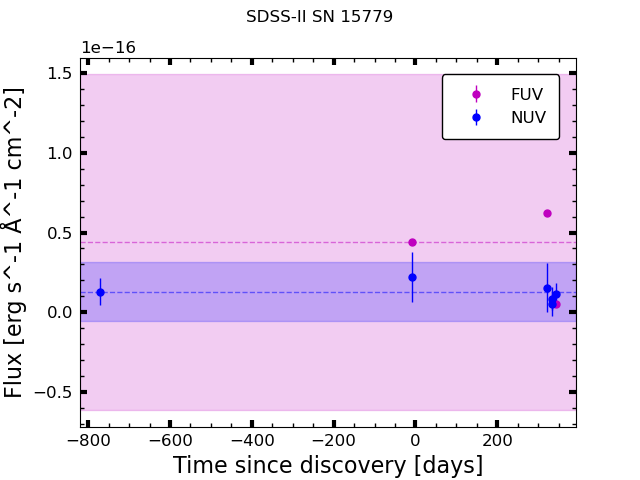 SDSS-II SN 15779
1e−16
1.5
1.0
0.5
0.0
−0.5
−800
−600
−400
−200
0
200
FUV
NUV
Flux [erg s^-1 Å^-1 cm^-2]
Time since discovery [days]